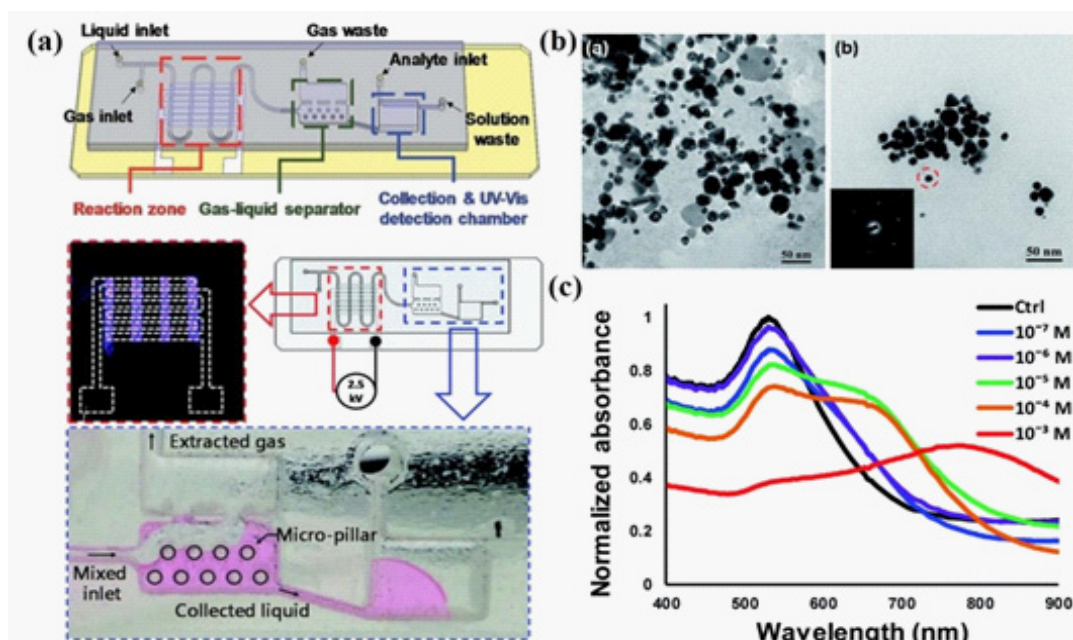 (a)
Liquid inlet
Gas waste
Analyte inlet
Gas inlet
Solution
waste
Reaction zone
Gas-liquid separator
Collection & UV-Vis
detection chamber
2.5
kV
Extracted gas
Micro-pillar
Mixed
inlet
Collected liquid
(b)
(a)
50 nm
(b)
50 nm
(c)
Normalized absorbance
1
0.8
0.6
0.4
0.2
0
400
500
600
700
800
900
Wavelength (nm)
Ctrl
10⁻⁷ M
10⁻⁶ M
10⁻⁵ M
10⁻⁴ M
10⁻³ M